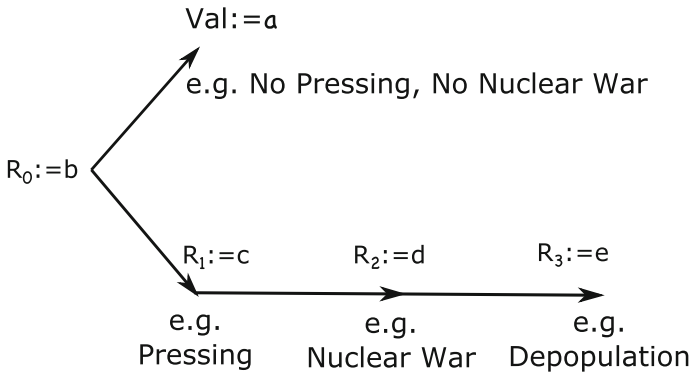 Val:=a
e.g. No Pressing, No Nuclear War
R₀:=b
R₁:=c
R₂:=d
R₃:=e
e.g.
Pressing
e.g.
Nuclear War
e.g.
Depopulation